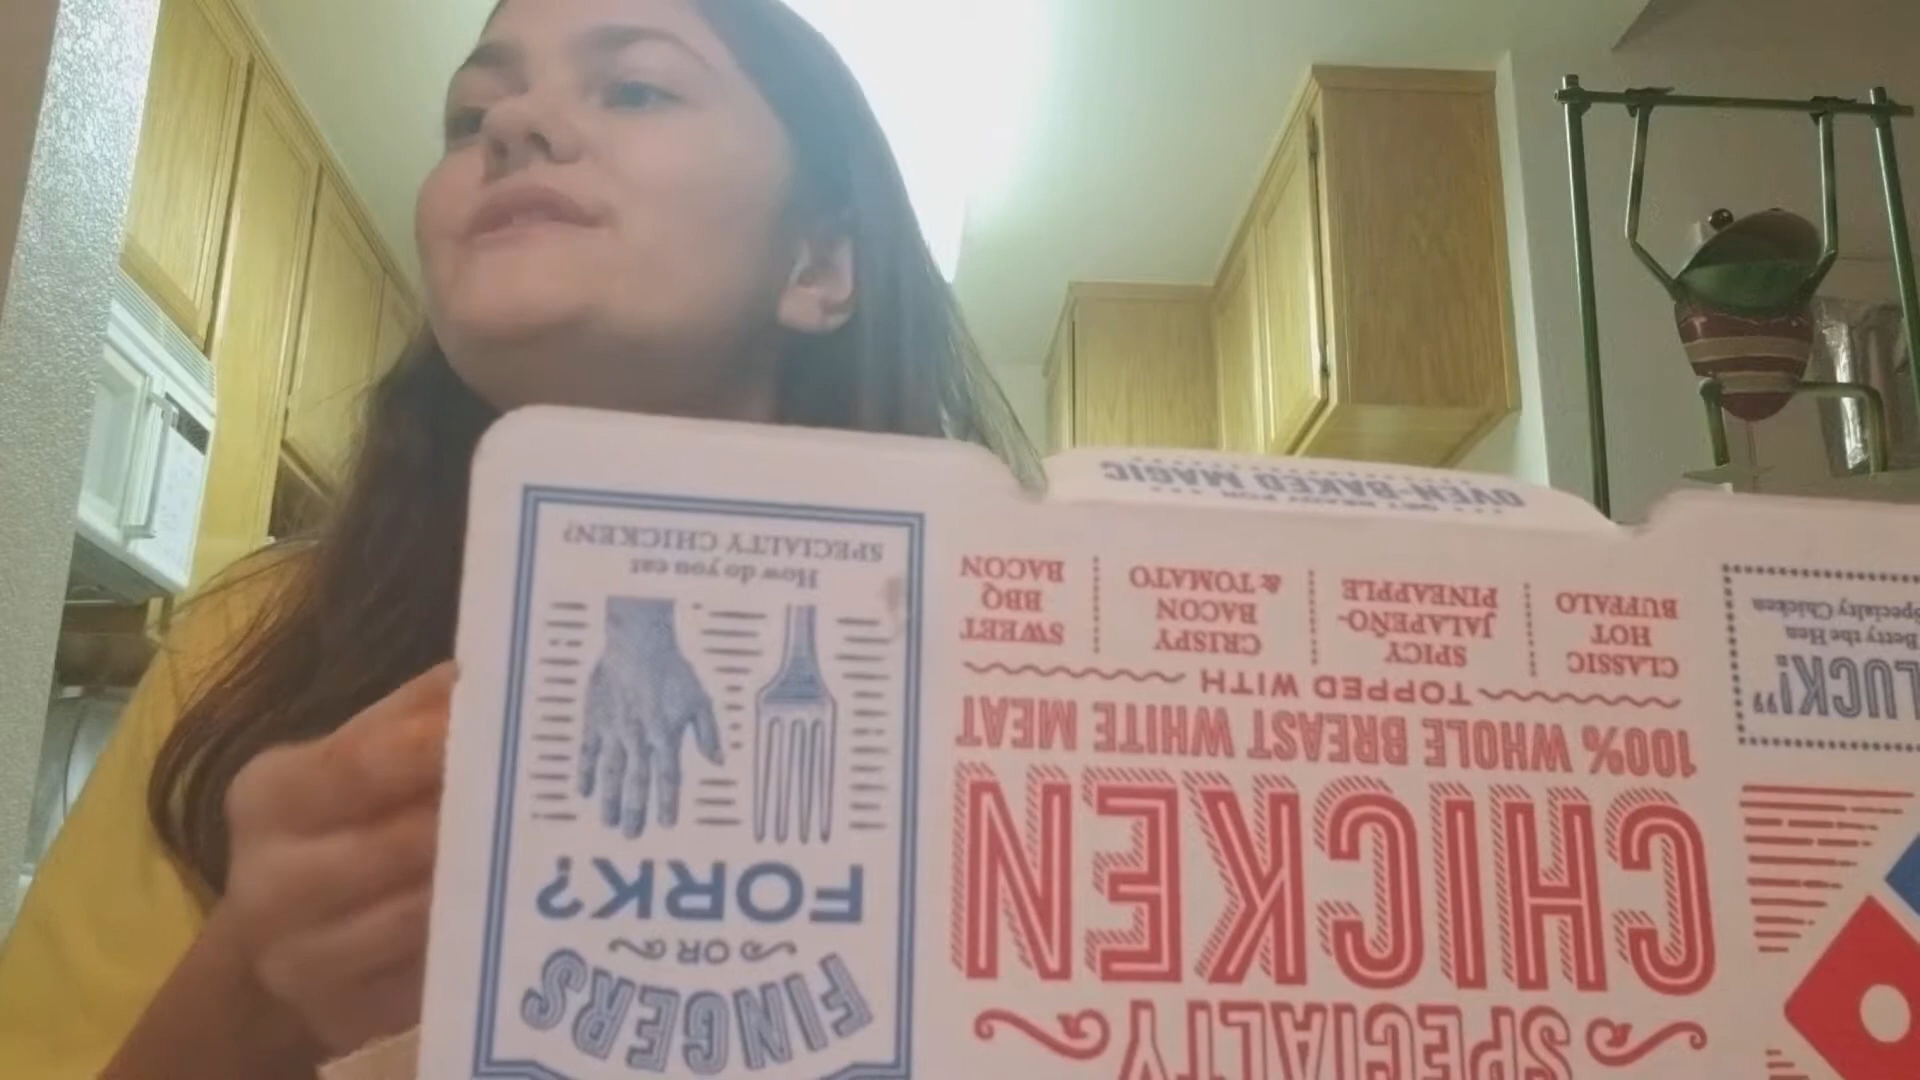 FINGERS
OR
FORK?
How do you eat
SPECIALTY CHICKEN?
SPECIALTY
CHICKEN
100% WHOLE BREAST WHITE MEAT
TOPPED WITH
CLASSIC
HOT
BUFFALO
SPICY
JALAPEÑO-
PINEAPPLE
CRISPY
BACON
& TOMATO
SWEET
BBQ
BACON
LUCK!"
Betty the Hen
Specialty Chicken
OVEN-BAKED MAGIC